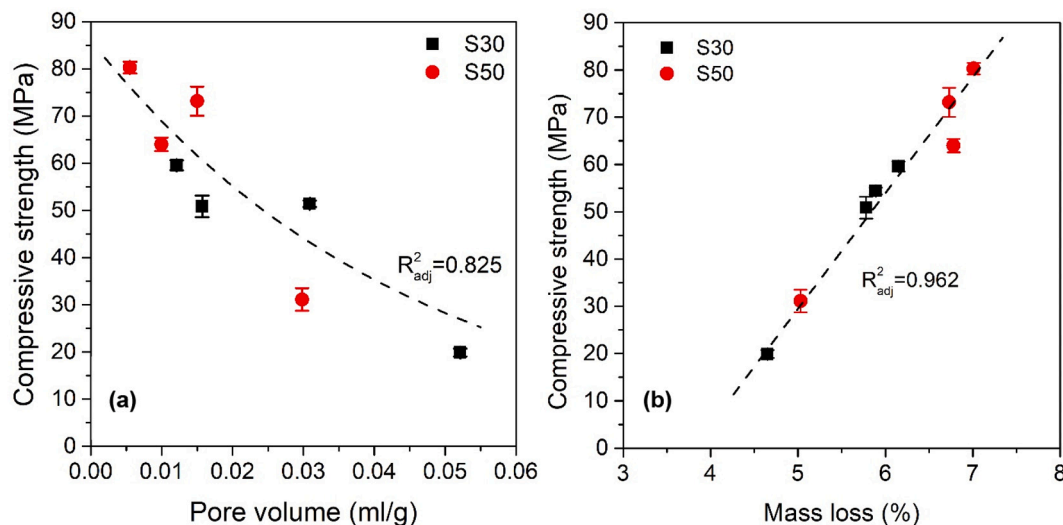 Compressive strength (MPa)
90
80
70
60
50
40
30
20
10
0
S30
S50
R²adj=0.825
(a)
0.00 0.01 0.02 0.03 0.04 0.05 0.06
Pore volume (ml/g)
Compressive strength (MPa)
90
80
70
60
50
40
30
20
10
0
S30
S50
R²adj=0.962
(b)
3 4 5 6 7 8
Mass loss (%)